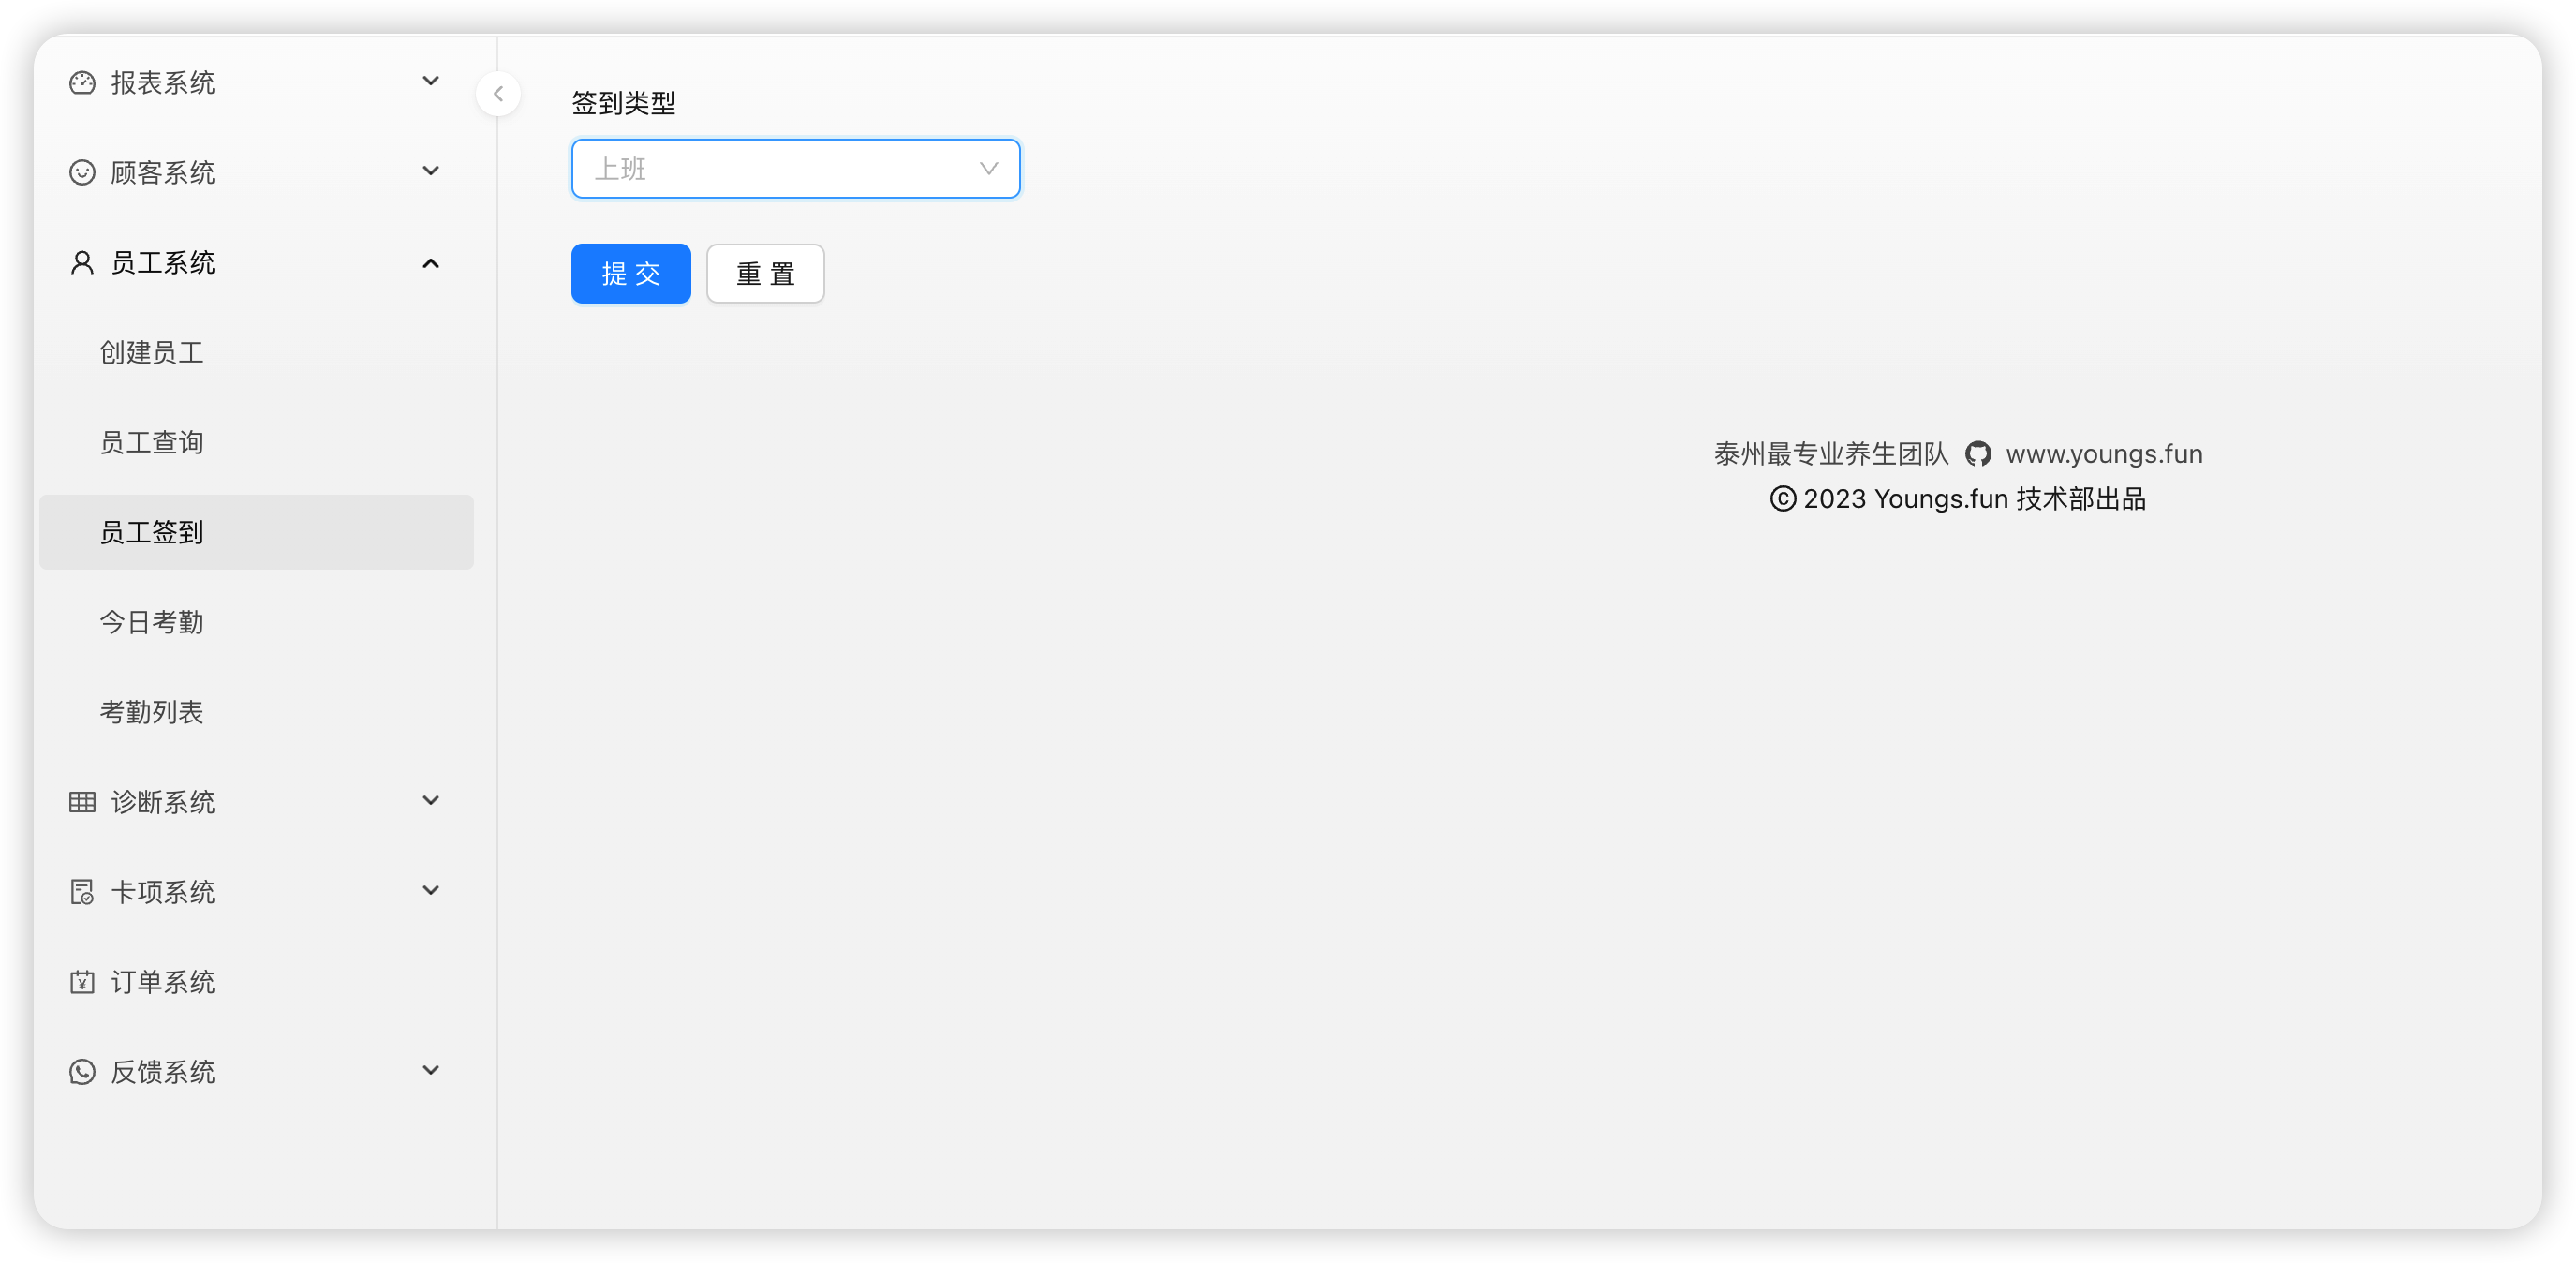 报表系统
顾客系统
员工系统
创建员工
员工查询
员工签到
今日考勤
考勤列表
诊断系统
卡项系统
订单系统
反馈系统
签到类型
上班
提交 重置
泰州最专业养生团队 www.youngs.fun
© 2023 Youngs.fun 技术部出品